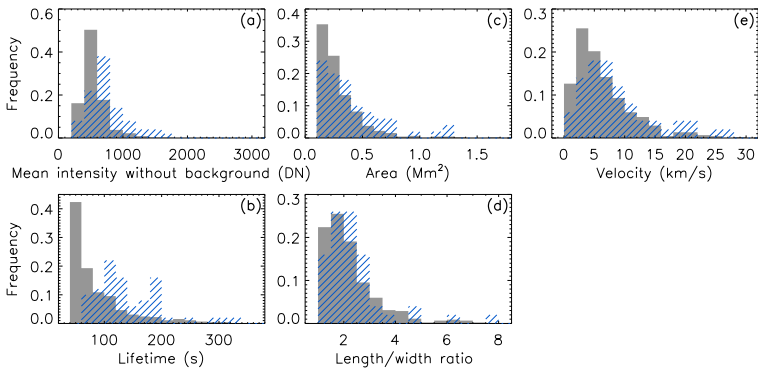 0.6
0.4
0.2
0.0
Frequency
(a)
0 1000 2000 3000
Mean intensity without background (DN)
0.4
0.3
0.2
0.1
0.0
(c)
0.0 0.5 1.0 1.5
Area (Mm2)
0.3
0.2
0.1
0.0
(e)
0 5 10 15 20 25 30
Velocity (km/s)
0.4
0.3
0.2
0.1
0.0
Frequency
(b)
100 200 300
Lifetime (s)
0.3
0.2
0.1
0.0
(d)
2 4 6 8
Length/width ratio